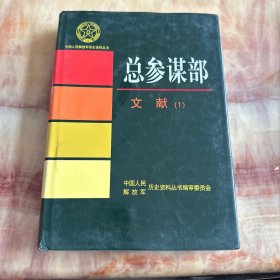 中国人民解放军历史资料丛书
总参谋部
文献（1）
中国人民
解放军
历史资料丛书编审委员会